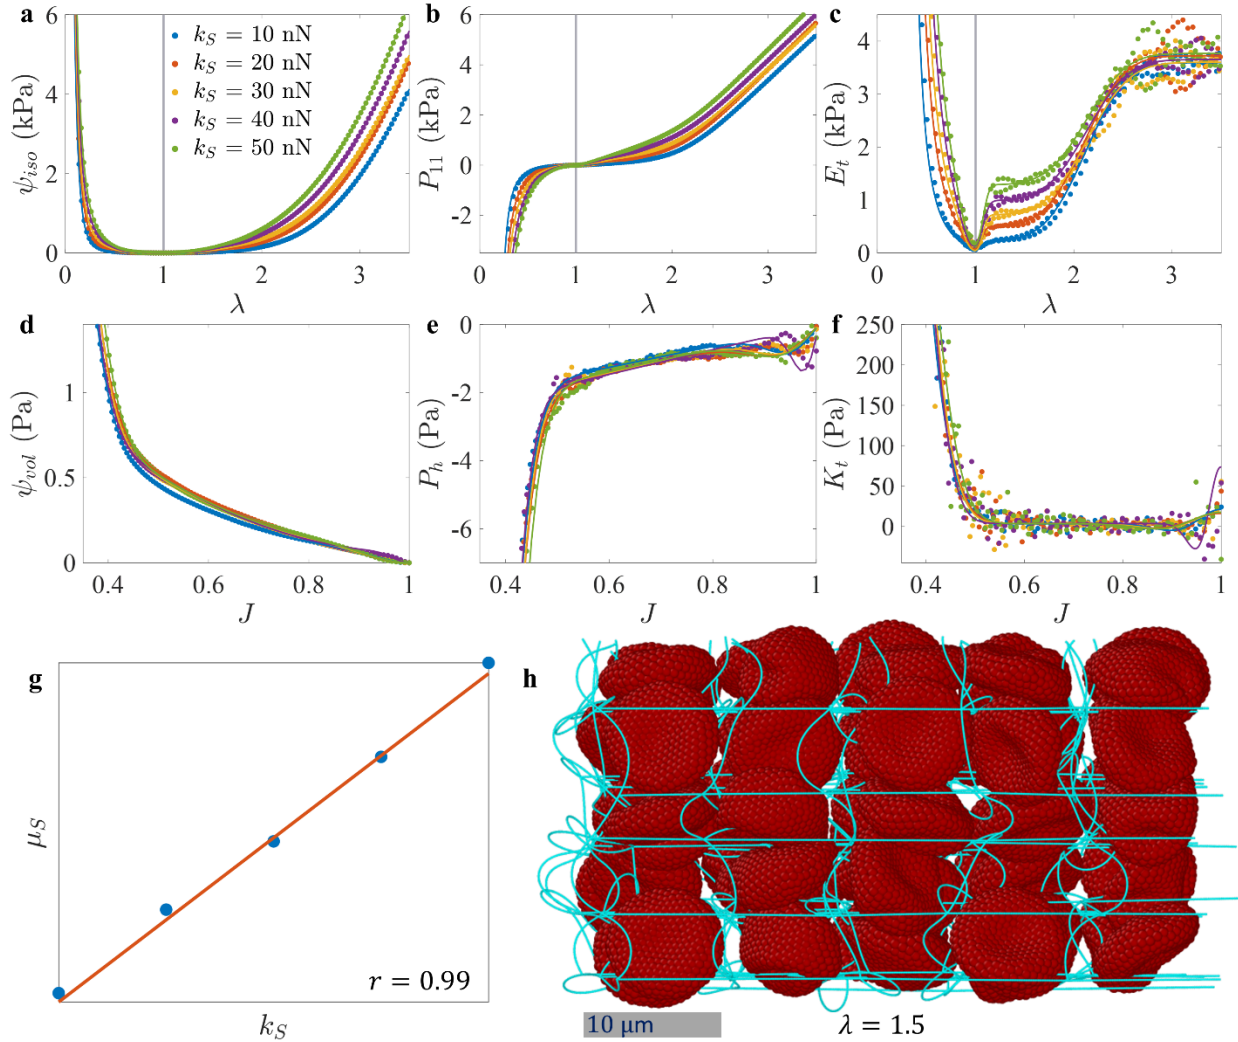 a
6
4
2
0
ψ_iso (kPa)
k_S = 10 nN
k_S = 20 nN
k_S = 30 nN
k_S = 40 nN
k_S = 50 nN
0 1 2 3
λ
b
6
4
2
0
-2
P_11 (kPa)
0 1 2 3
λ
c
4
3
2
1
0
E_t (kPa)
0 1 2 3
λ
d
1
0.5
0
ψ_vol (Pa)
0.4 0.6 0.8 1
J
e
0
-2
-4
-6
P_h (Pa)
0.4 0.6 0.8 1
J
f
250
200
150
100
50
0
K_t (Pa)
0.4 0.6 0.8 1
J
g
μ_S
r = 0.99
k_S
h
10 μm
λ = 1.5